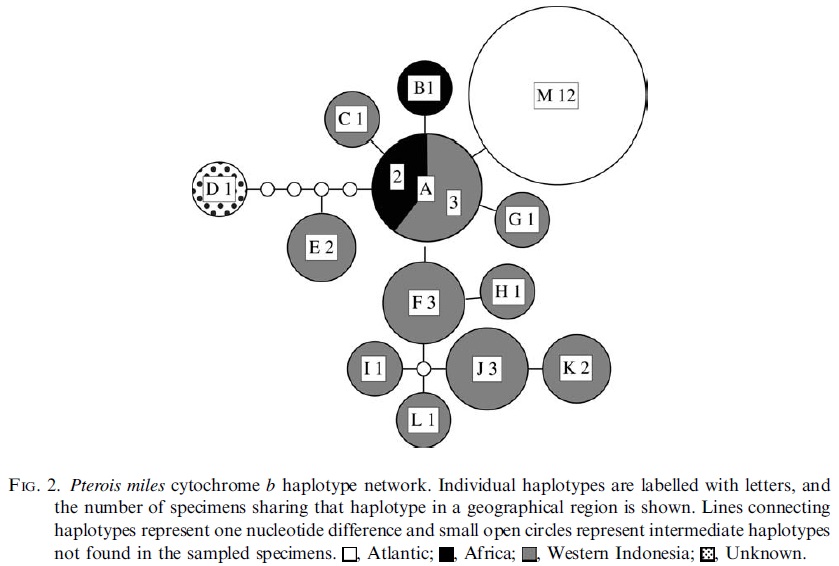 B1
M 12
C 1
2
A
D 1
3
G 1
E 2
H 1
F 3
I 1
J 3
K 2
L 1
FIG. 2. Pterois miles cytochrome b haplotype network. Individual haplotypes are labelled with letters, and
the number of specimens sharing that haplotype in a geographical region is shown. Lines connecting
haplotypes represent one nucleotide difference and small open circles represent intermediate haplotypes
not found in the sampled specimens. □, Atlantic; ■, Africa; ■, Western Indonesia; ▩, Unknown.